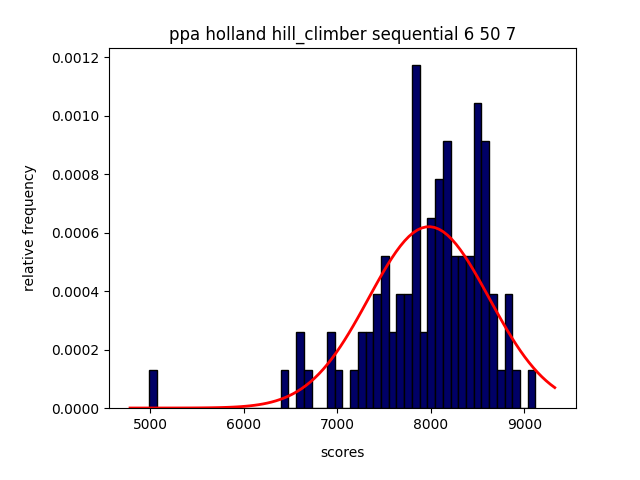 ppa holland hill_climber sequential 6 50 7
relative frequency
0.0012
0.0010
0.0008
0.0006
0.0004
0.0002
0.0000
5000 6000 7000 8000 9000
scores